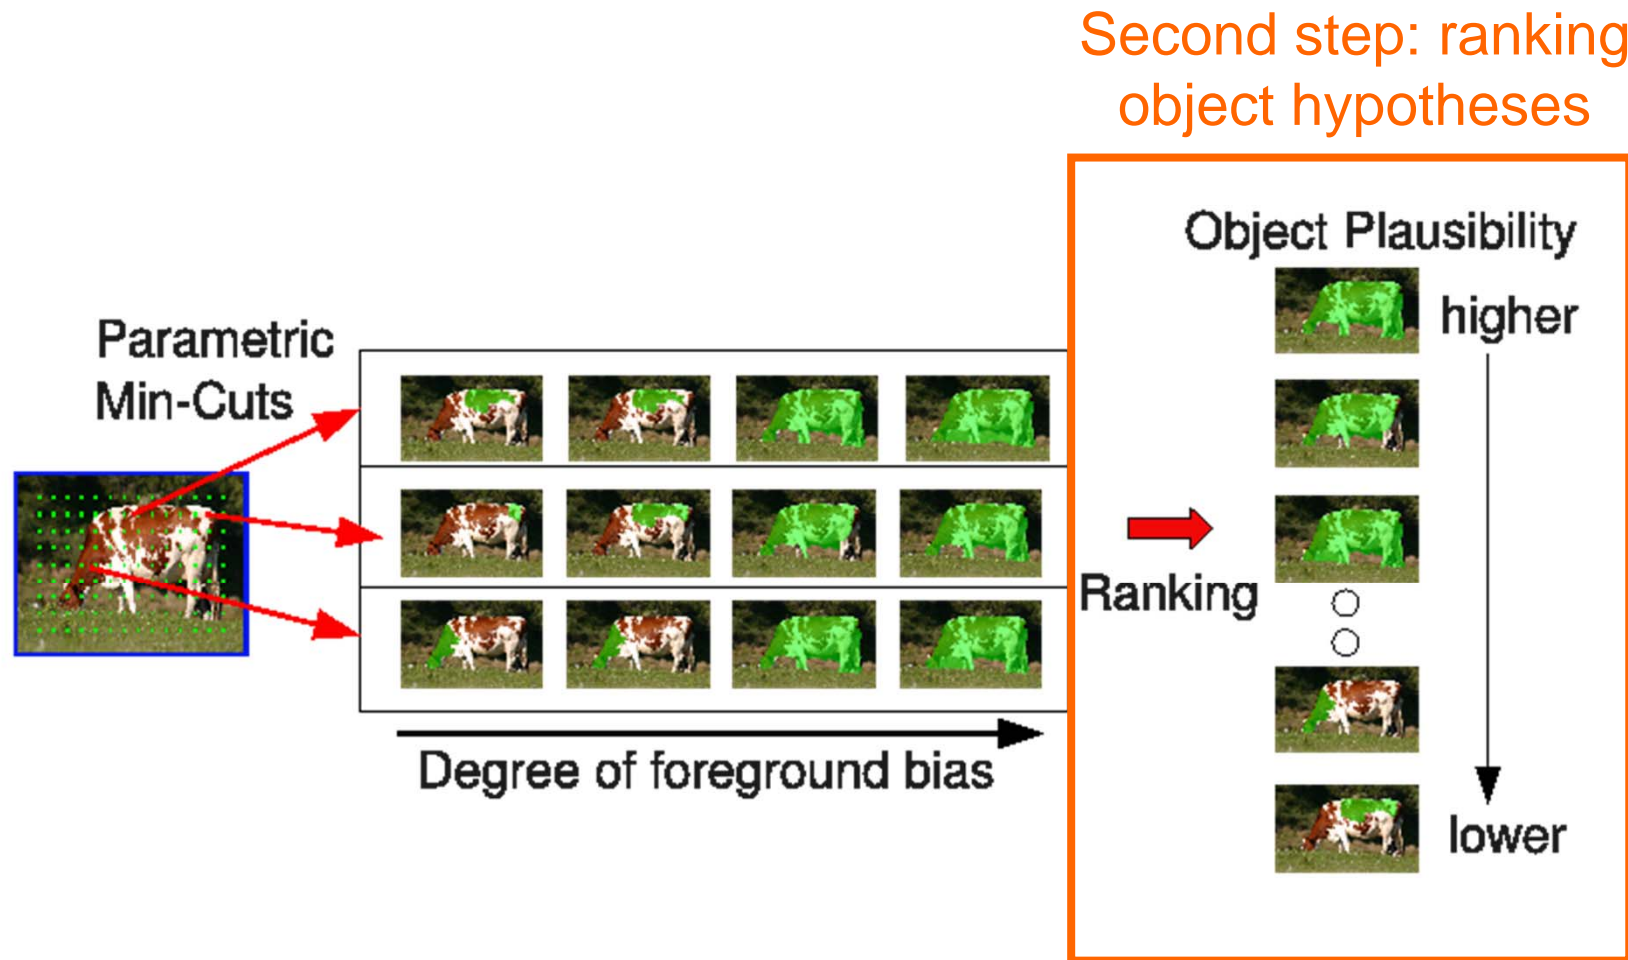 Second step: ranking
object hypotheses
Object Plausibility
higher
Parametric
Min-Cuts
Ranking
Degree of foreground bias
lower